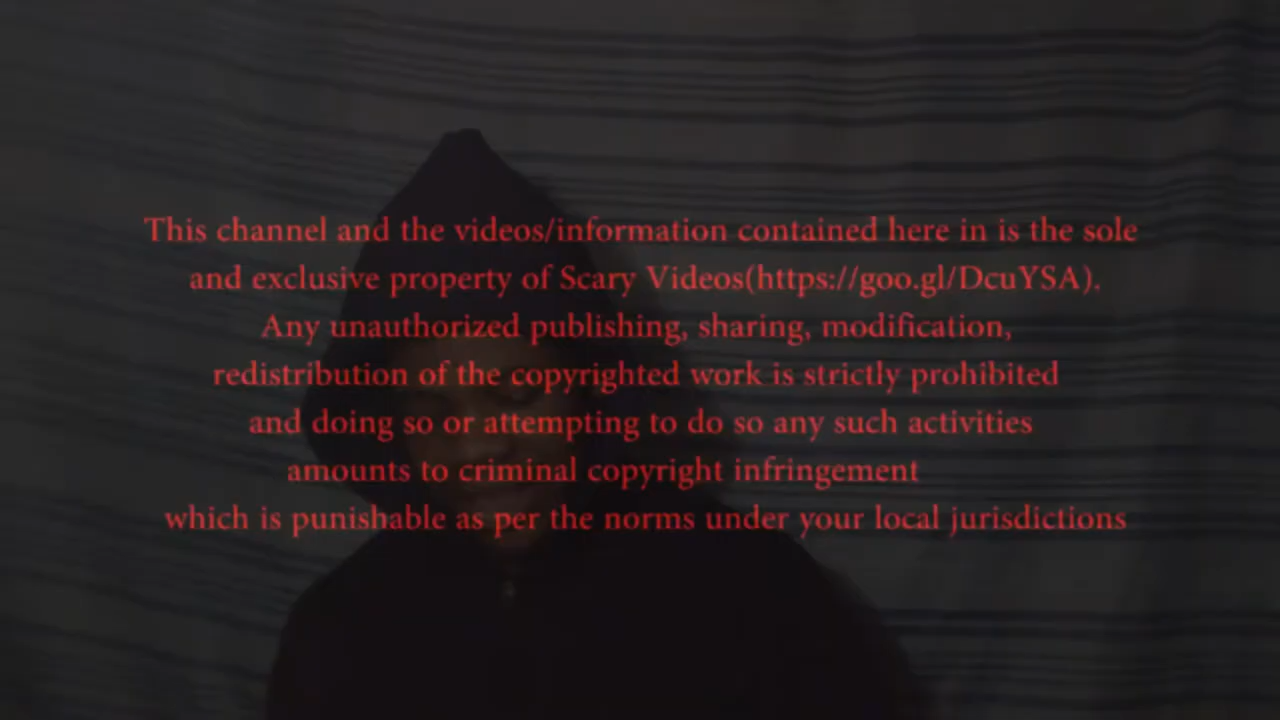 This channel and the videos/information contained here in is the sole
and exclusive property of Scary Videos(https://goo.gl/DcuYSA).
Any unauthorized publishing, sharing, modification,
redistribution of the copyrighted work is strictly prohibited
and doing so or attempting to do so any such activities
amounts to criminal copyright infringement
which is punishable as per the norms under your local jurisdictions